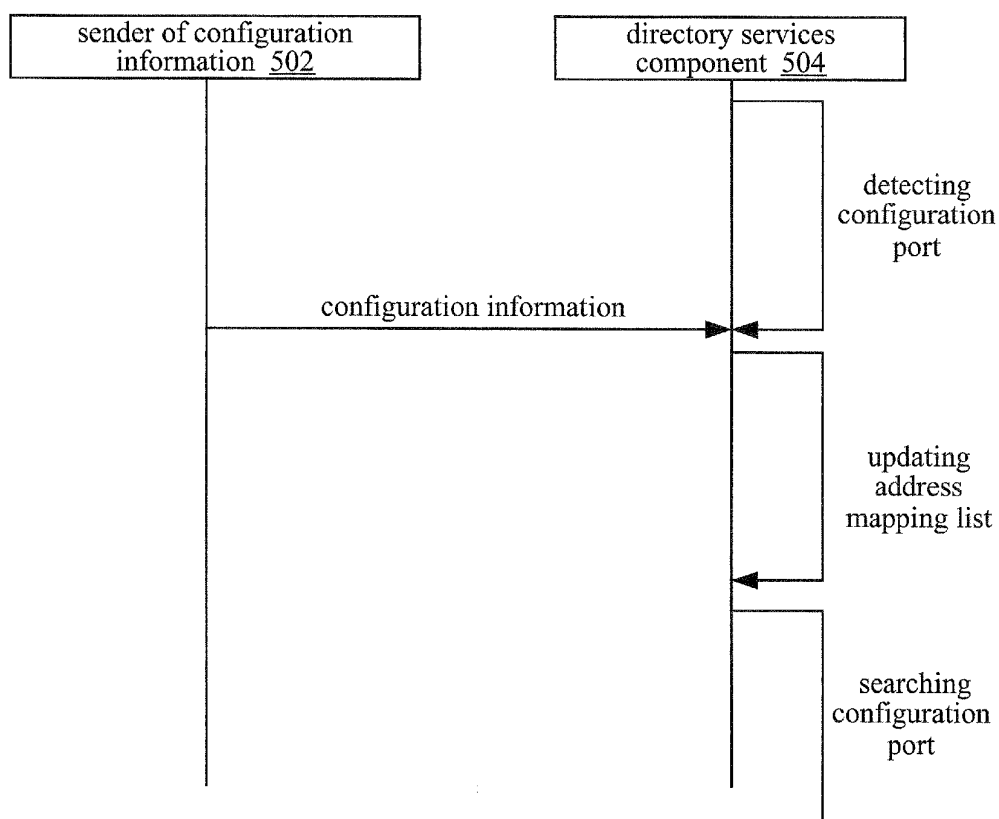 sender of configuration
information 502
directory services
component 504
detecting
configuration
port
configuration information
updating
address
mapping list
searching
configuration
port